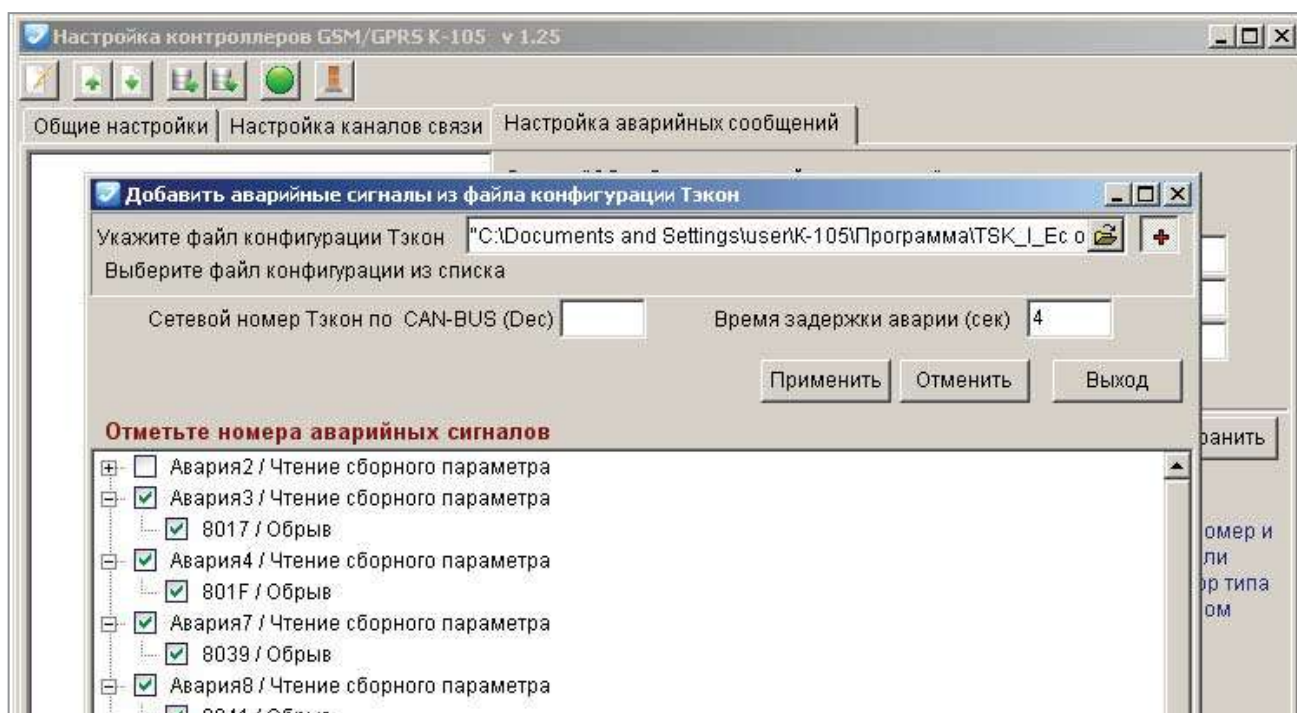 Настройка контроллеров GSM/GPRS K-105 v 1.25
Общие настройки Настройка каналов связи Настройка аварийных сообщений
Добавить аварийные сигналы из файла конфигурации Тэкон
Укажите файл конфигурации Тэкон "C:\Documents and Settings\user\K-105\Программа\TSK_I_Ec o
Выберите файл конфигурации из списка
Сетевой номер Тэкон по CAN-BUS (Dec) Время задержки аварии (сек) 4
Применить Отменить Выход
Отметьте номера аварийных сигналов
ранить
Авария2 / Чтение сборного параметра
Авария3 / Чтение сборного параметра
8017 / Обрыв
омер и
Авария4 / Чтение сборного параметра
ли
801F / Обрыв
ор типа
Авария7 / Чтение сборного параметра
ом
8039 / Обрыв
Авария8 / Чтение сборного параметра